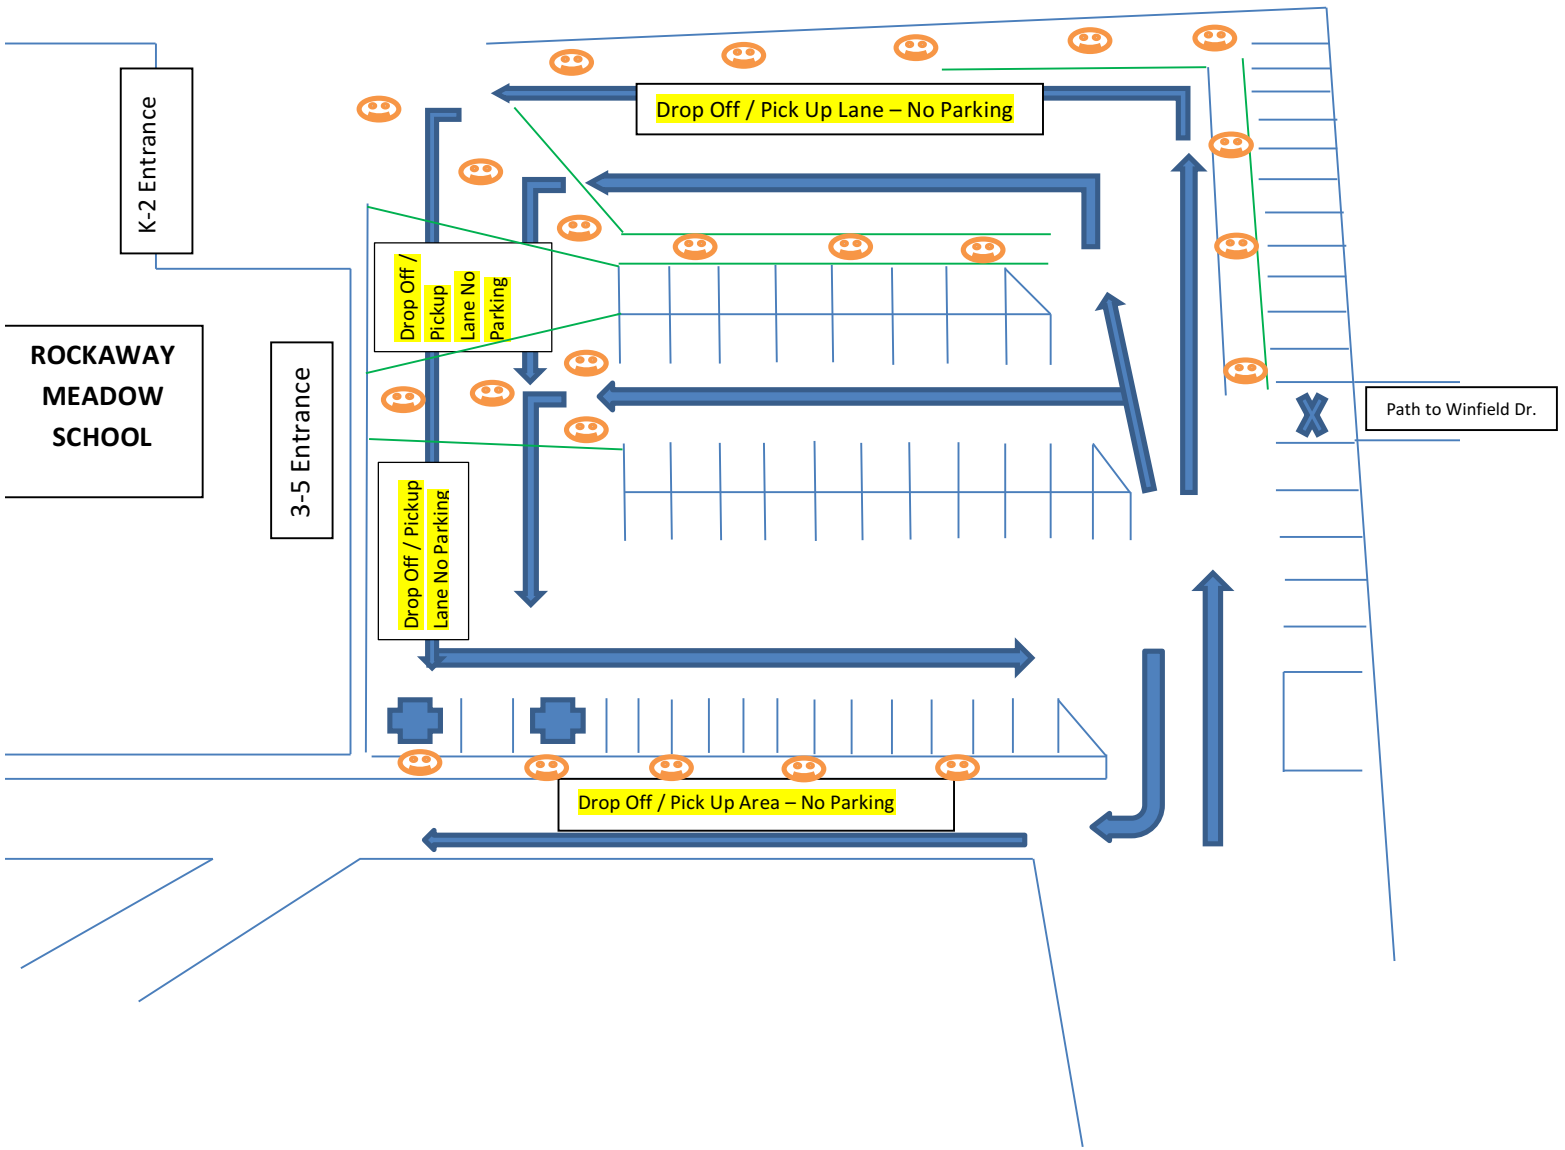 Drop Off / Pick Up Lane – No Parking
K-2 Entrance
Drop Off /
Pickup
Lane No
Parking
ROCKAWAY
MEADOW
SCHOOL
3-5 Entrance
Path to Winfield Dr.
Drop Off / Pickup
Lane No Parking
Drop Off / Pick Up Area – No Parking